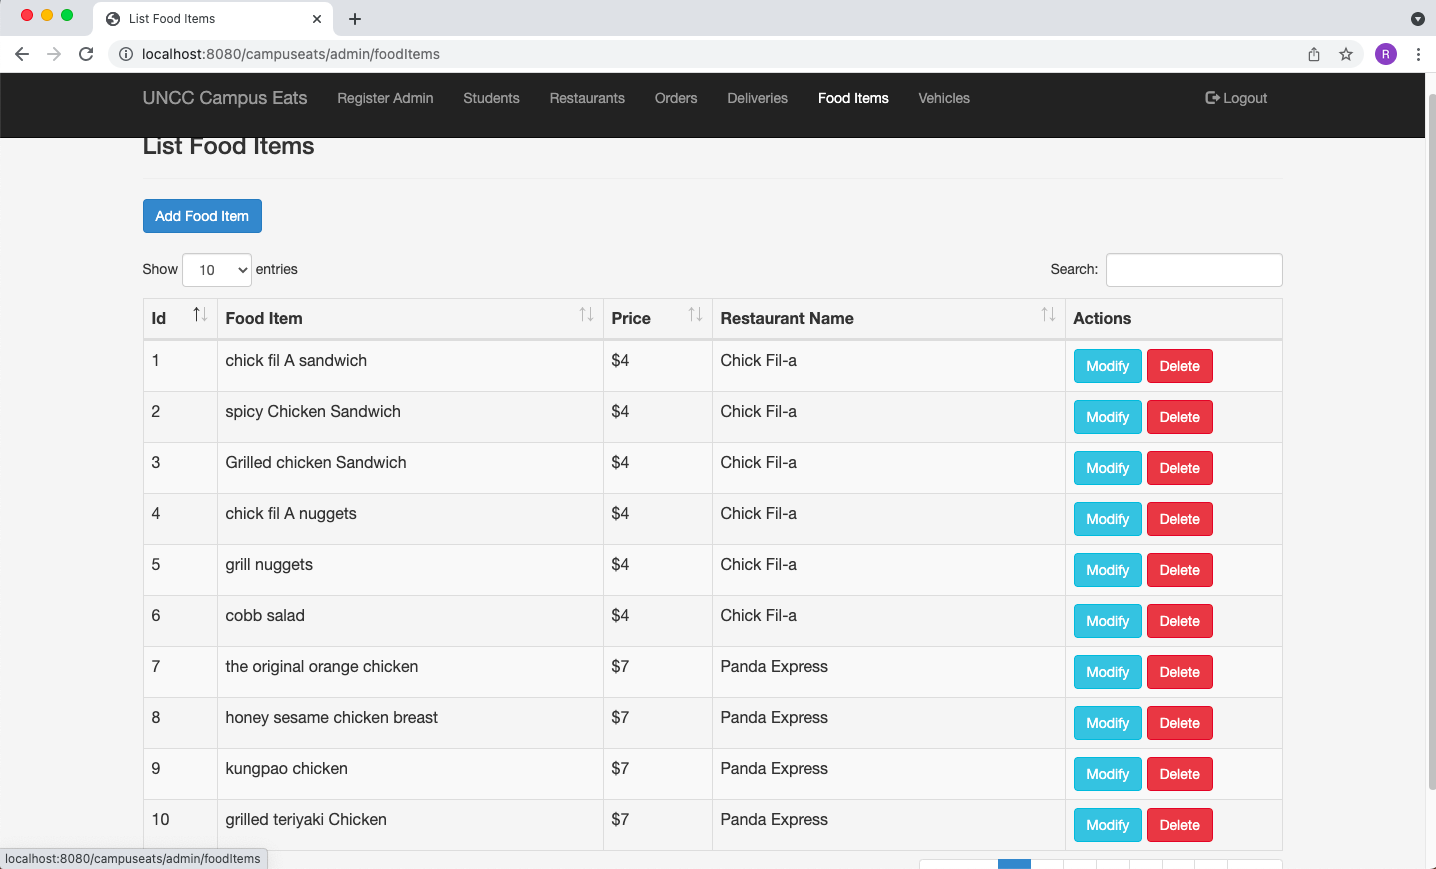 List Food Items
localhost:8080/campuseats/admin/foodItems
R
UNCC Campus Eats Register Admin Students Restaurants Orders Deliveries Food Items Vehicles Logout
List Food Items
Add Food Item
Show 10 entries Search:
Id Food Item Price Restaurant Name Actions
1 chick fil A sandwich $4 Chick Fil-a Modify Delete
2 spicy Chicken Sandwich $4 Chick Fil-a Modify Delete
3 Grilled chicken Sandwich $4 Chick Fil-a Modify Delete
4 chick fil A nuggets $4 Chick Fil-a Modify Delete
5 grill nuggets $4 Chick Fil-a Modify Delete
6 cobb salad $4 Chick Fil-a Modify Delete
7 the original orange chicken $7 Panda Express Modify Delete
8 honey sesame chicken breast $7 Panda Express Modify Delete
9 kungpao chicken $7 Panda Express Modify Delete
10 grilled teriyaki Chicken $7 Panda Express Modify Delete
localhost:8080/campuseats/admin/foodItems